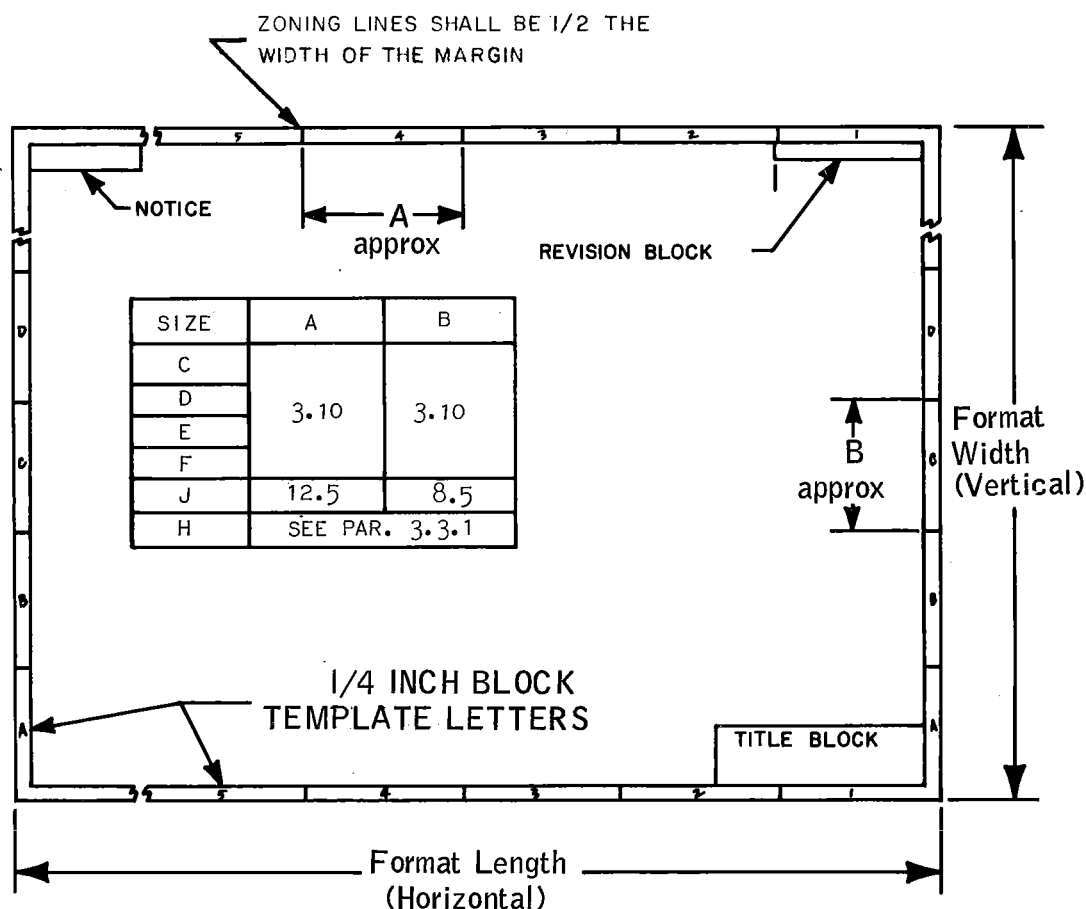 ZONING LINES SHALL BE 1/2 THE
WIDTH OF THE MARGIN
5 4 3 2 1
NOTICE
A
approx
REVISION BLOCK
D
D
SIZE A B
C
D
E
F
3.10 3.10
J 12.5 8.5
H SEE PAR. 3.3.1
C
B
approx
Format
Width
(Vertical)
B
B
1/4 INCH BLOCK
TEMPLATE LETTERS
A
TITLE BLOCK
A
5 4 3 2 1
Format Length
(Horizontal)